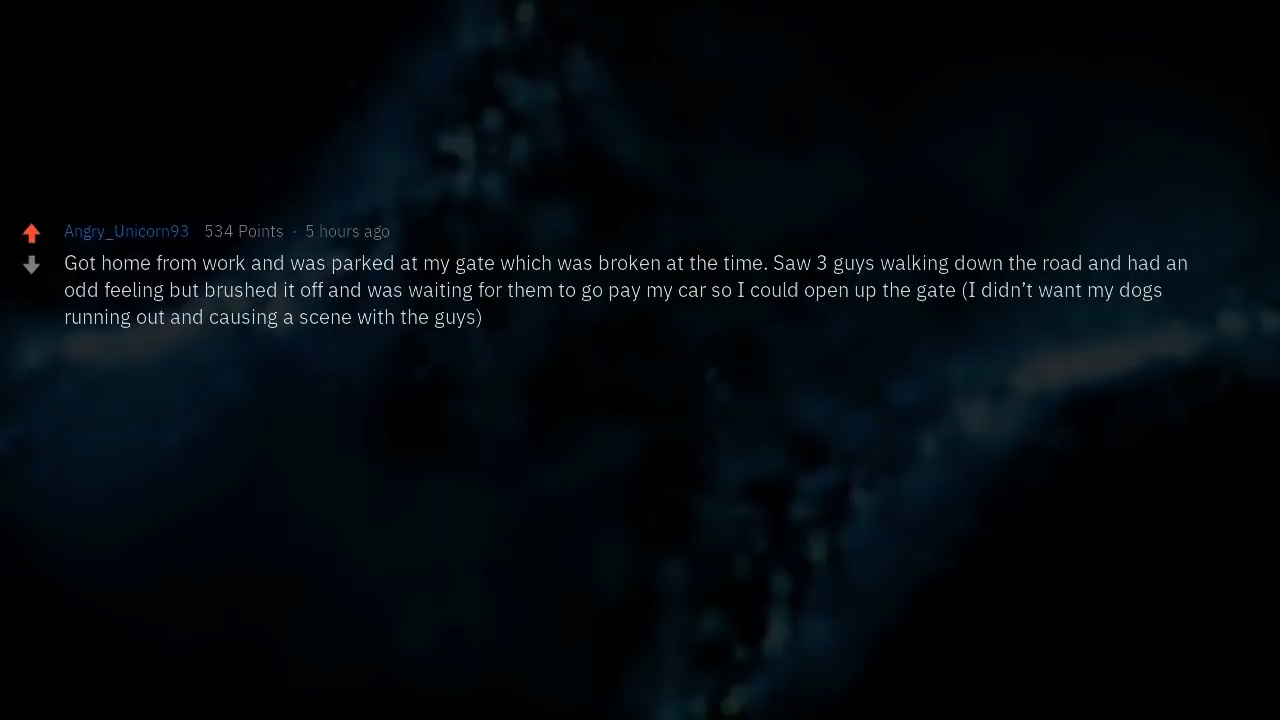 Angry_Unicorn93 534 Points · 5 hours ago
Got home from work and was parked at my gate which was broken at the time. Saw 3 guys walking down the road and had an
odd feeling but brushed it off and was waiting for them to go pay my car so I could open up the gate (I didn’t want my dogs
running out and causing a scene with the guys)